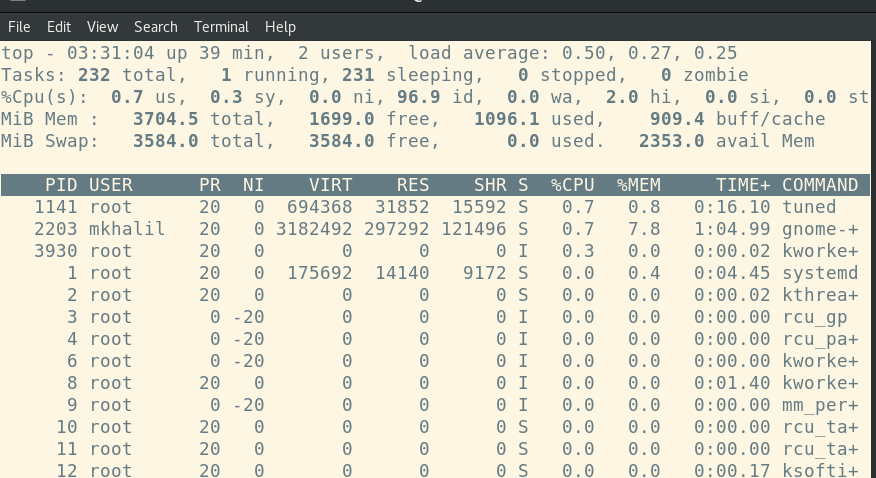 File Edit View Search Terminal Help
top - 03:31:04 up 39 min,  2 users,  load average: 0.50, 0.27, 0.25
Tasks: 232 total,   1 running, 231 sleeping,   0 stopped,   0 zombie
%Cpu(s):  0.7 us,  0.3 sy,  0.0 ni, 96.9 id,  0.0 wa,  2.0 hi,  0.0 si,  0.0 st
MiB Mem :   3704.5 total,   1699.0 free,   1096.1 used,    909.4 buff/cache
MiB Swap:   3584.0 total,   3584.0 free,      0.0 used.   2353.0 avail Mem
PID USER      PR  NI    VIRT    RES    SHR S  %CPU  %MEM     TIME+ COMMAND
1141 root      20   0  694368  31852  15592 S   0.7   0.8   0:16.10 tuned
2203 mkhalil   20   0 3182492 297292 121496 S   0.7   7.8   1:04.99 gnome-+
3930 root      20   0       0      0      0 I   0.3   0.0   0:00.02 kworke+
1 root      20   0  175692  14140   9172 S   0.0   0.4   0:04.45 systemd
2 root      20   0       0      0      0 S   0.0   0.0   0:00.02 kthrea+
3 root       0 -20       0      0      0 I   0.0   0.0   0:00.00 rcu_gp
4 root       0 -20       0      0      0 I   0.0   0.0   0:00.00 rcu_pa+
6 root       0 -20       0      0      0 I   0.0   0.0   0:00.00 kworke+
8 root      20   0       0      0      0 I   0.0   0.0   0:01.40 kworke+
9 root       0 -20       0      0      0 I   0.0   0.0   0:00.00 mm_per+
10 root      20   0       0      0      0 S   0.0   0.0   0:00.00 rcu_ta+
11 root      20   0       0      0      0 S   0.0   0.0   0:00.00 rcu_ta+
12 root      20   0       0      0      0 S   0.0   0.0   0:00.17 ksofti+